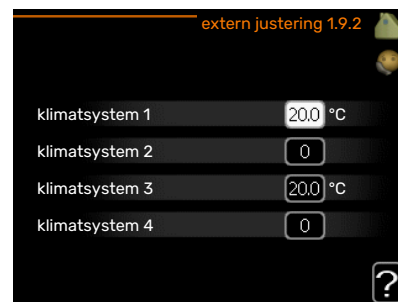 extern justering 1.9.2
klimatsystem 1 20.0 °C
klimatsystem 2 0
klimatsystem 3 20.0 °C
klimatsystem 4 0
?